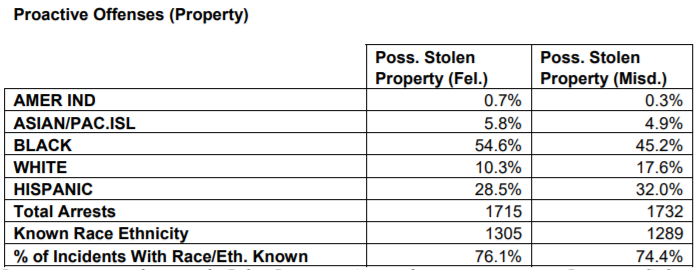 Proactive Offenses (Property)
Poss. Stolen Property (Fel.) Poss. Stolen Property (Misd.)
AMER IND 0.7% 0.3%
ASIAN/PAC.ISL 5.8% 4.9%
BLACK 54.6% 45.2%
WHITE 10.3% 17.6%
HISPANIC 28.5% 32.0%
Total Arrests 1715 1732
Known Race Ethnicity 1305 1289
% of Incidents With Race/Eth. Known 76.1% 74.4%